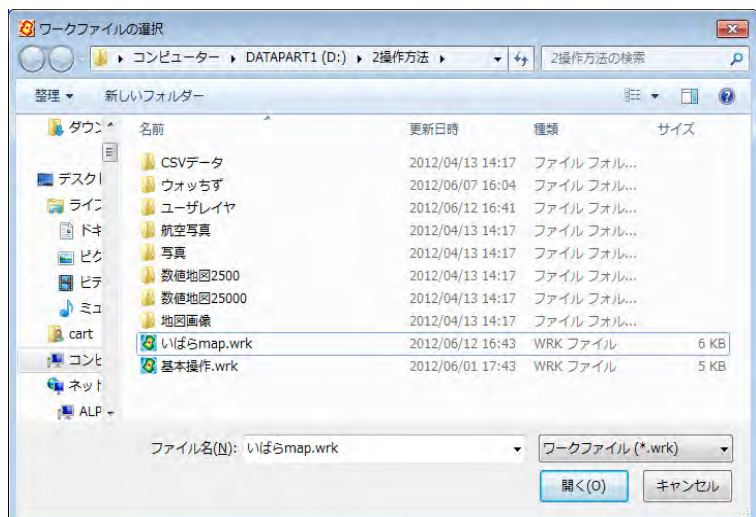 ワークファイルの選択
コンピューター ▸ DATAPART1 (D:) ▸ 2操作方法 ▸ 2操作方法の検索
整理 新しいフォルダー
ダウン
デスクト
ライブ
ドキ
ピク
ビデ
ミュ
cart
コンピ
ネット
ALP
名前 更新日時 種類 サイズ
CSVデータ 2012/04/13 14:17 ファイル フォル...
ウォッちず 2012/06/07 16:04 ファイル フォル...
ユーザレイヤ 2012/06/12 16:41 ファイル フォル...
航空写真 2012/04/13 14:17 ファイル フォル...
写真 2012/04/13 14:17 ファイル フォル...
数値地図2500 2012/04/13 14:17 ファイル フォル...
数値地図25000 2012/04/13 14:17 ファイル フォル...
地図画像 2012/04/13 14:17 ファイル フォル...
いばらmap.wrk 2012/06/12 16:43 WRK ファイル 6 KB
基本操作.wrk 2012/06/01 17:43 WRK ファイル 5 KB
ファイル名(N): いばらmap.wrk ワークファイル (*.wrk)
開く(O) キャンセル